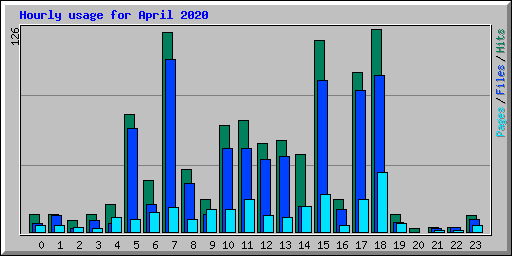 Hourly usage for April 2020
126
Pages / Files / Hits
0 1 2 3 4 5 6 7 8 9 10 11 12 13 14 15 16 17 18 19 20 21 22 23